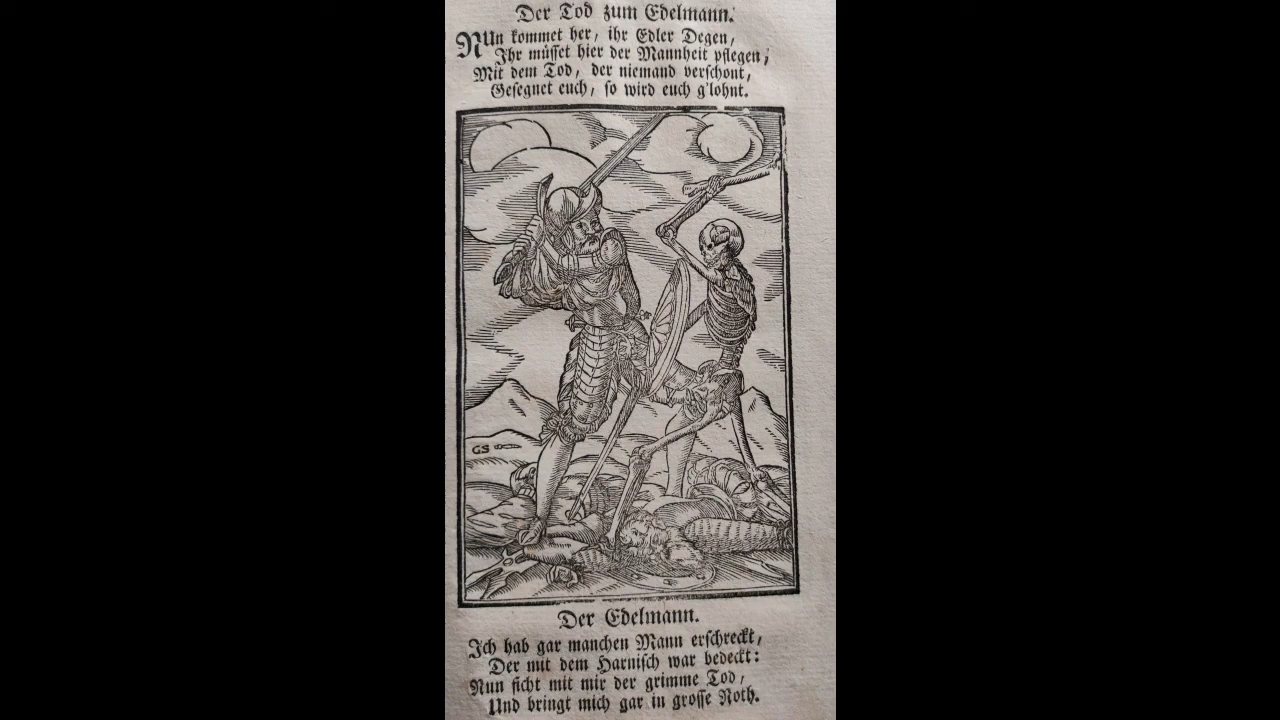 Der Tod zum Edelmann.
NUn kommet her, ihr Edler Degen,
Ihr müsset hier der Mannheit pflegen;
Mit dem Tod, der niemand verschont,
Gesegnet euch, so wird euch g'lohnt.
GS
Der Edelmann.
Ich hab gar manchen Mann erschreckt,
Der mit dem Harnisch war bedeckt:
Nun ficht mit mir der grimme Tod,
Und bringt mich gar in grosse Noth.